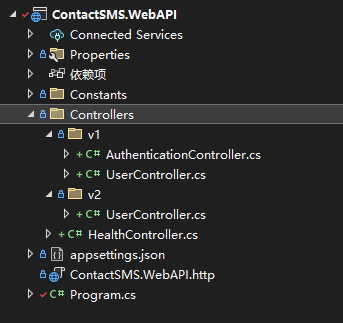 ContactSMS.WebAPI
Connected Services
Properties
依赖项
Constants
Controllers
v1
C# AuthenticationController.cs
C# UserController.cs
v2
C# UserController.cs
C# HealthController.cs
appsettings.json
ContactSMS.WebAPI.http
C# Program.cs